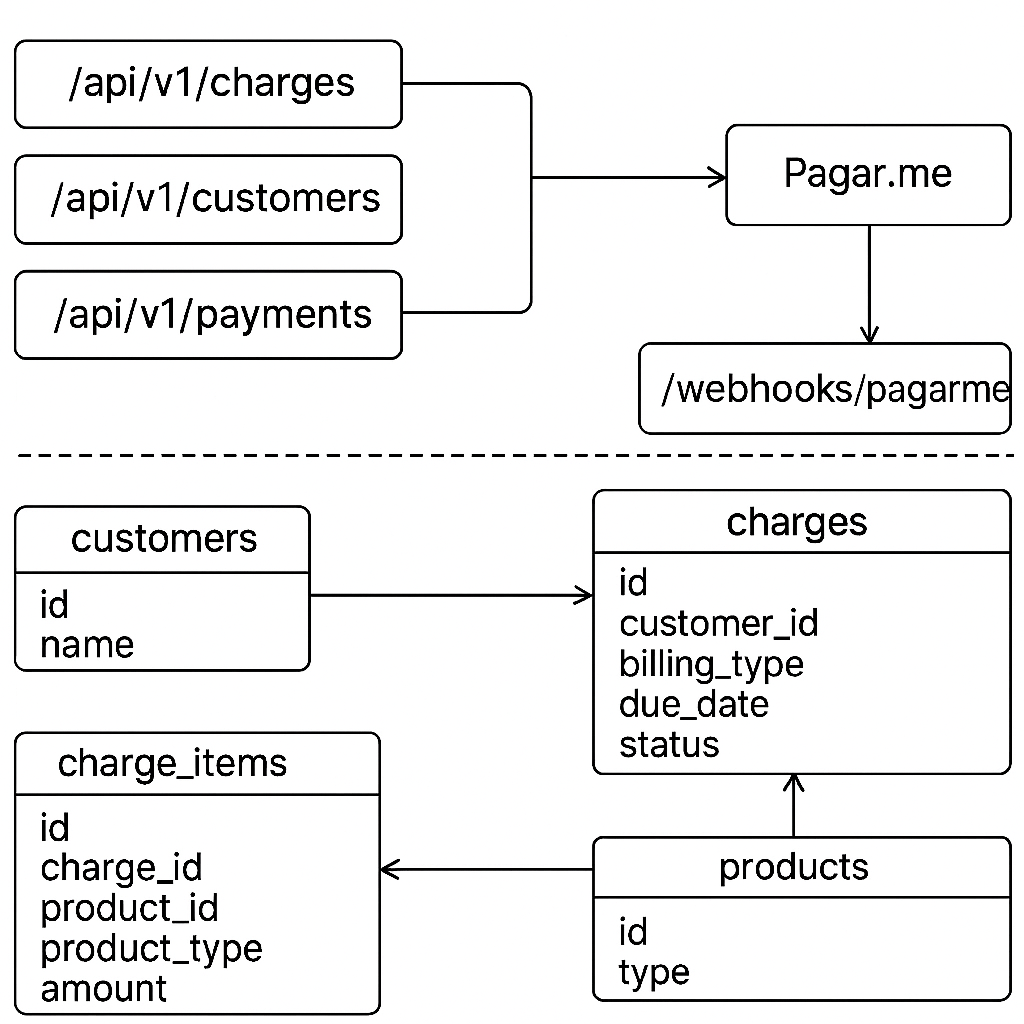 /api/v1/charges
/api/v1/customers
/api/v1/payments
Pagar.me
/webhooks/pagarme
customers
id
name
charges
id
customer_id
billing_type
due_date
status
charge_items
id
charge_id
product_id
product_type
amount
products
id
type